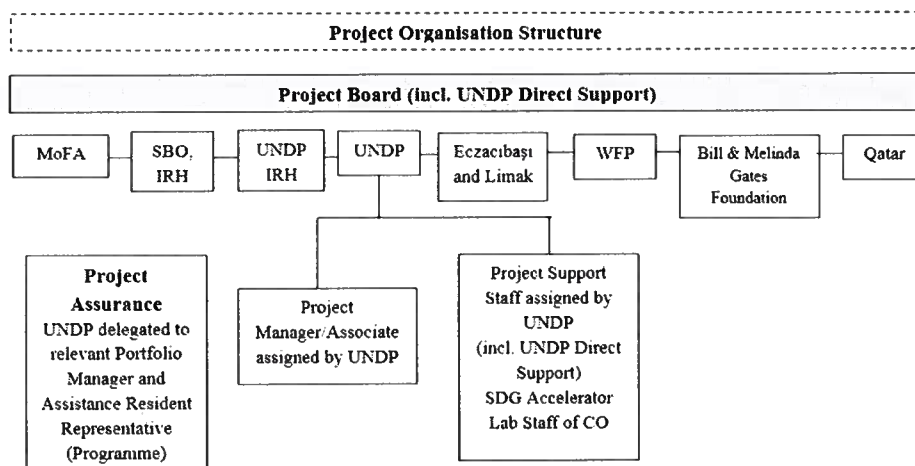 Project Organisation Structure
Project Board (incl. UNDP Direct Support)
MoFA
SBO,
IRH
UNDP
IRH
UNDP
Eczacıbaşı
and Limak
WFP
Bill & Melinda
Gates
Foundation
Qatar
Project
Assurance
UNDP delegated to
relevant Portfolio
Manager and
Assistance Resident
Representative
(Programme)
Project
Manager/Associate
assigned by UNDP
Project Support
Staff assigned by
UNDP
(incl. UNDP Direct
Support)
SDG Accelerator
Lab Staff of CO